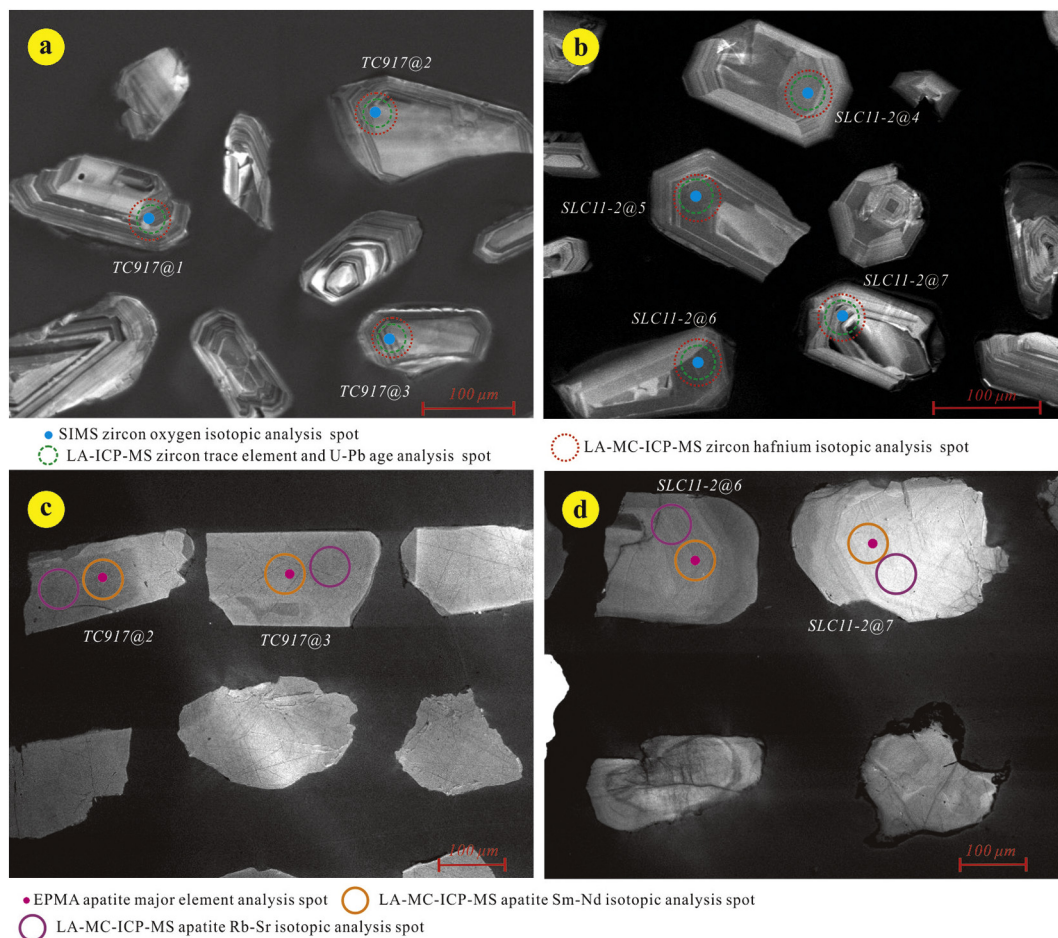 a
TC917@2
TC917@1
TC917@3
100 μm
b
SLC11-2@4
SLC11-2@5
SLC11-2@7
SLC11-2@6
100 μm
SIMS zircon oxygen isotopic analysis spot
LA-ICP-MS zircon trace element and U-Pb age analysis spot
LA-MC-ICP-MS zircon hafnium isotopic analysis spot
c
TC917@2
TC917@3
100 μm
SLC11-2@6
d
SLC11-2@7
100 μm
EPMA apatite major element analysis spot
LA-MC-ICP-MS apatite Sm-Nd isotopic analysis spot
LA-MC-ICP-MS apatite Rb-Sr isotopic analysis spot